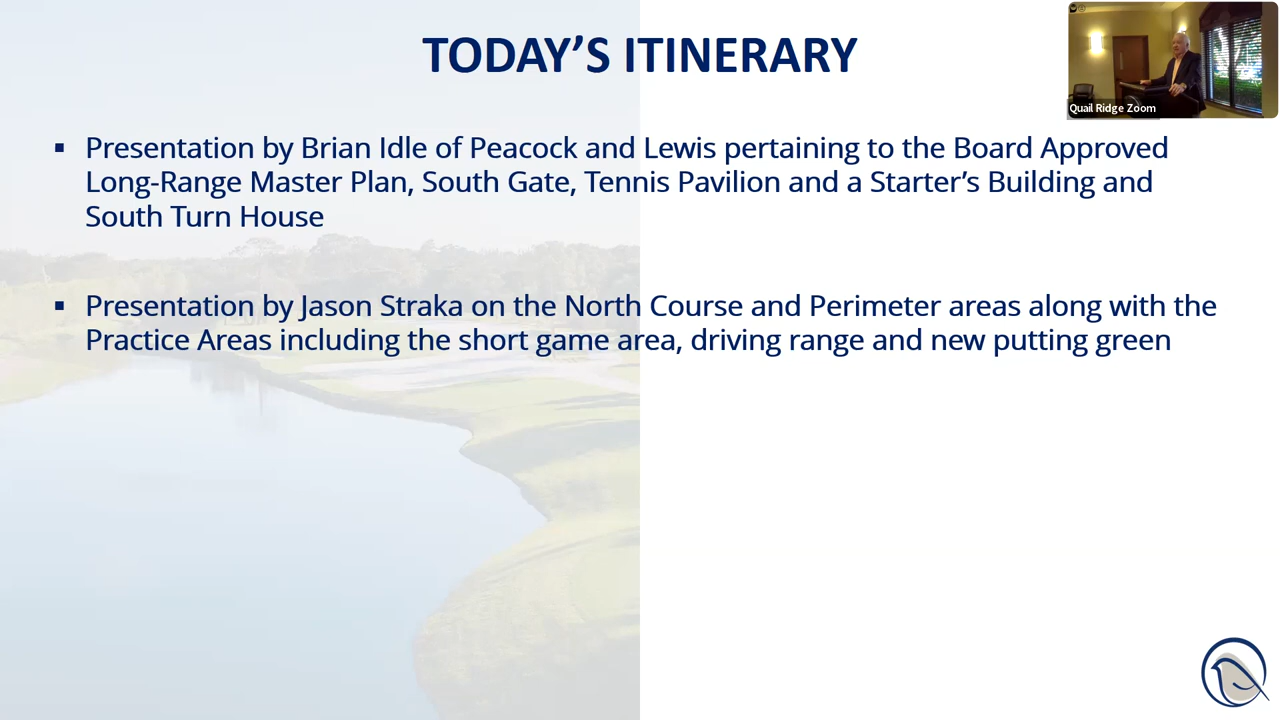 TODAY’S ITINERARY
Quail Ridge Zoom
▪ Presentation by Brian Idle of Peacock and Lewis pertaining to the Board Approved
Long-Range Master Plan, South Gate, Tennis Pavilion and a Starter’s Building and
South Turn House
▪ Presentation by Jason Straka on the North Course and Perimeter areas along with the
Practice Areas including the short game area, driving range and new putting green